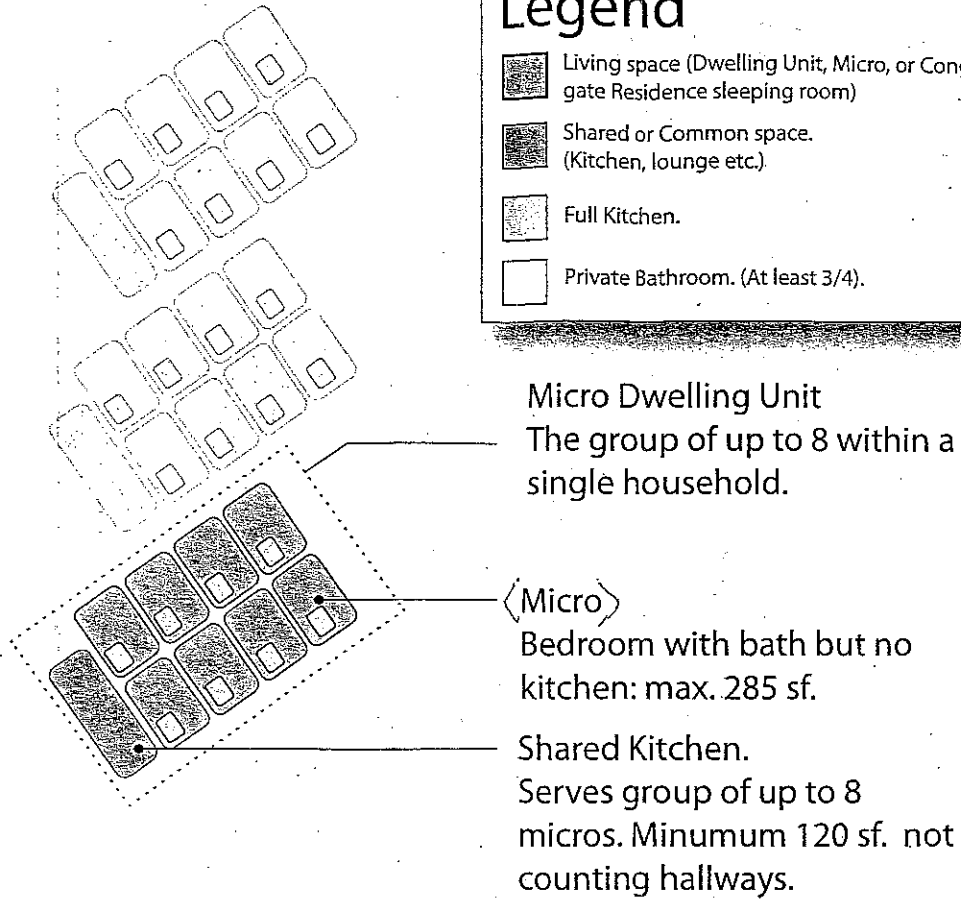 Legend
Living space (Dwelling Unit, Micro, or Cong
gate Residence sleeping room)
Shared or Common space.
(Kitchen, lounge etc.)
Full Kitchen.
Private Bathroom. (At least 3/4).
Micro Dwelling Unit
The group of up to 8 within a
single household.
⟨Micro⟩
Bedroom with bath but no
kitchen: max. 285 sf.
Shared Kitchen.
Serves group of up to 8
micros. Minumum 120 sf. not
counting hallways.